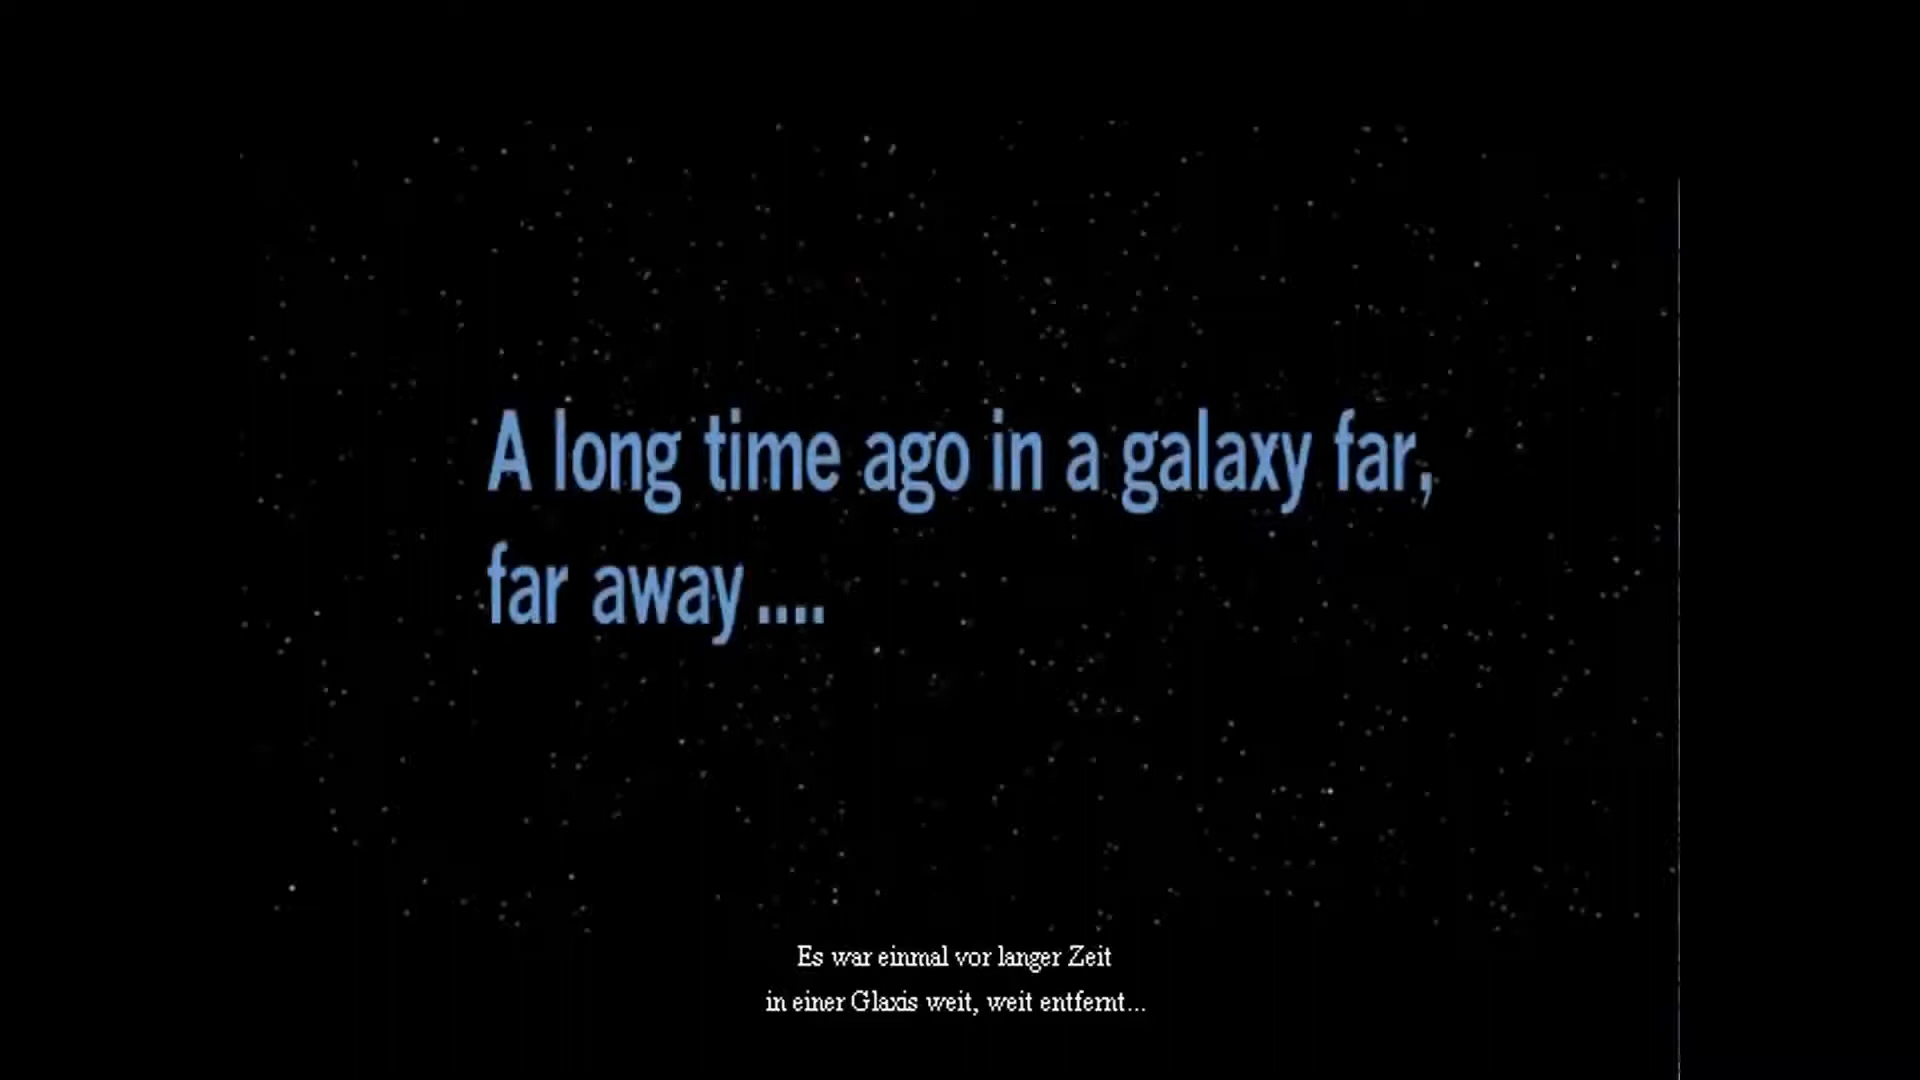 A long time ago in a galaxy far,
far away....
Es war einmal vor langer Zeit
in einer Glaxis weit, weit entfernt...